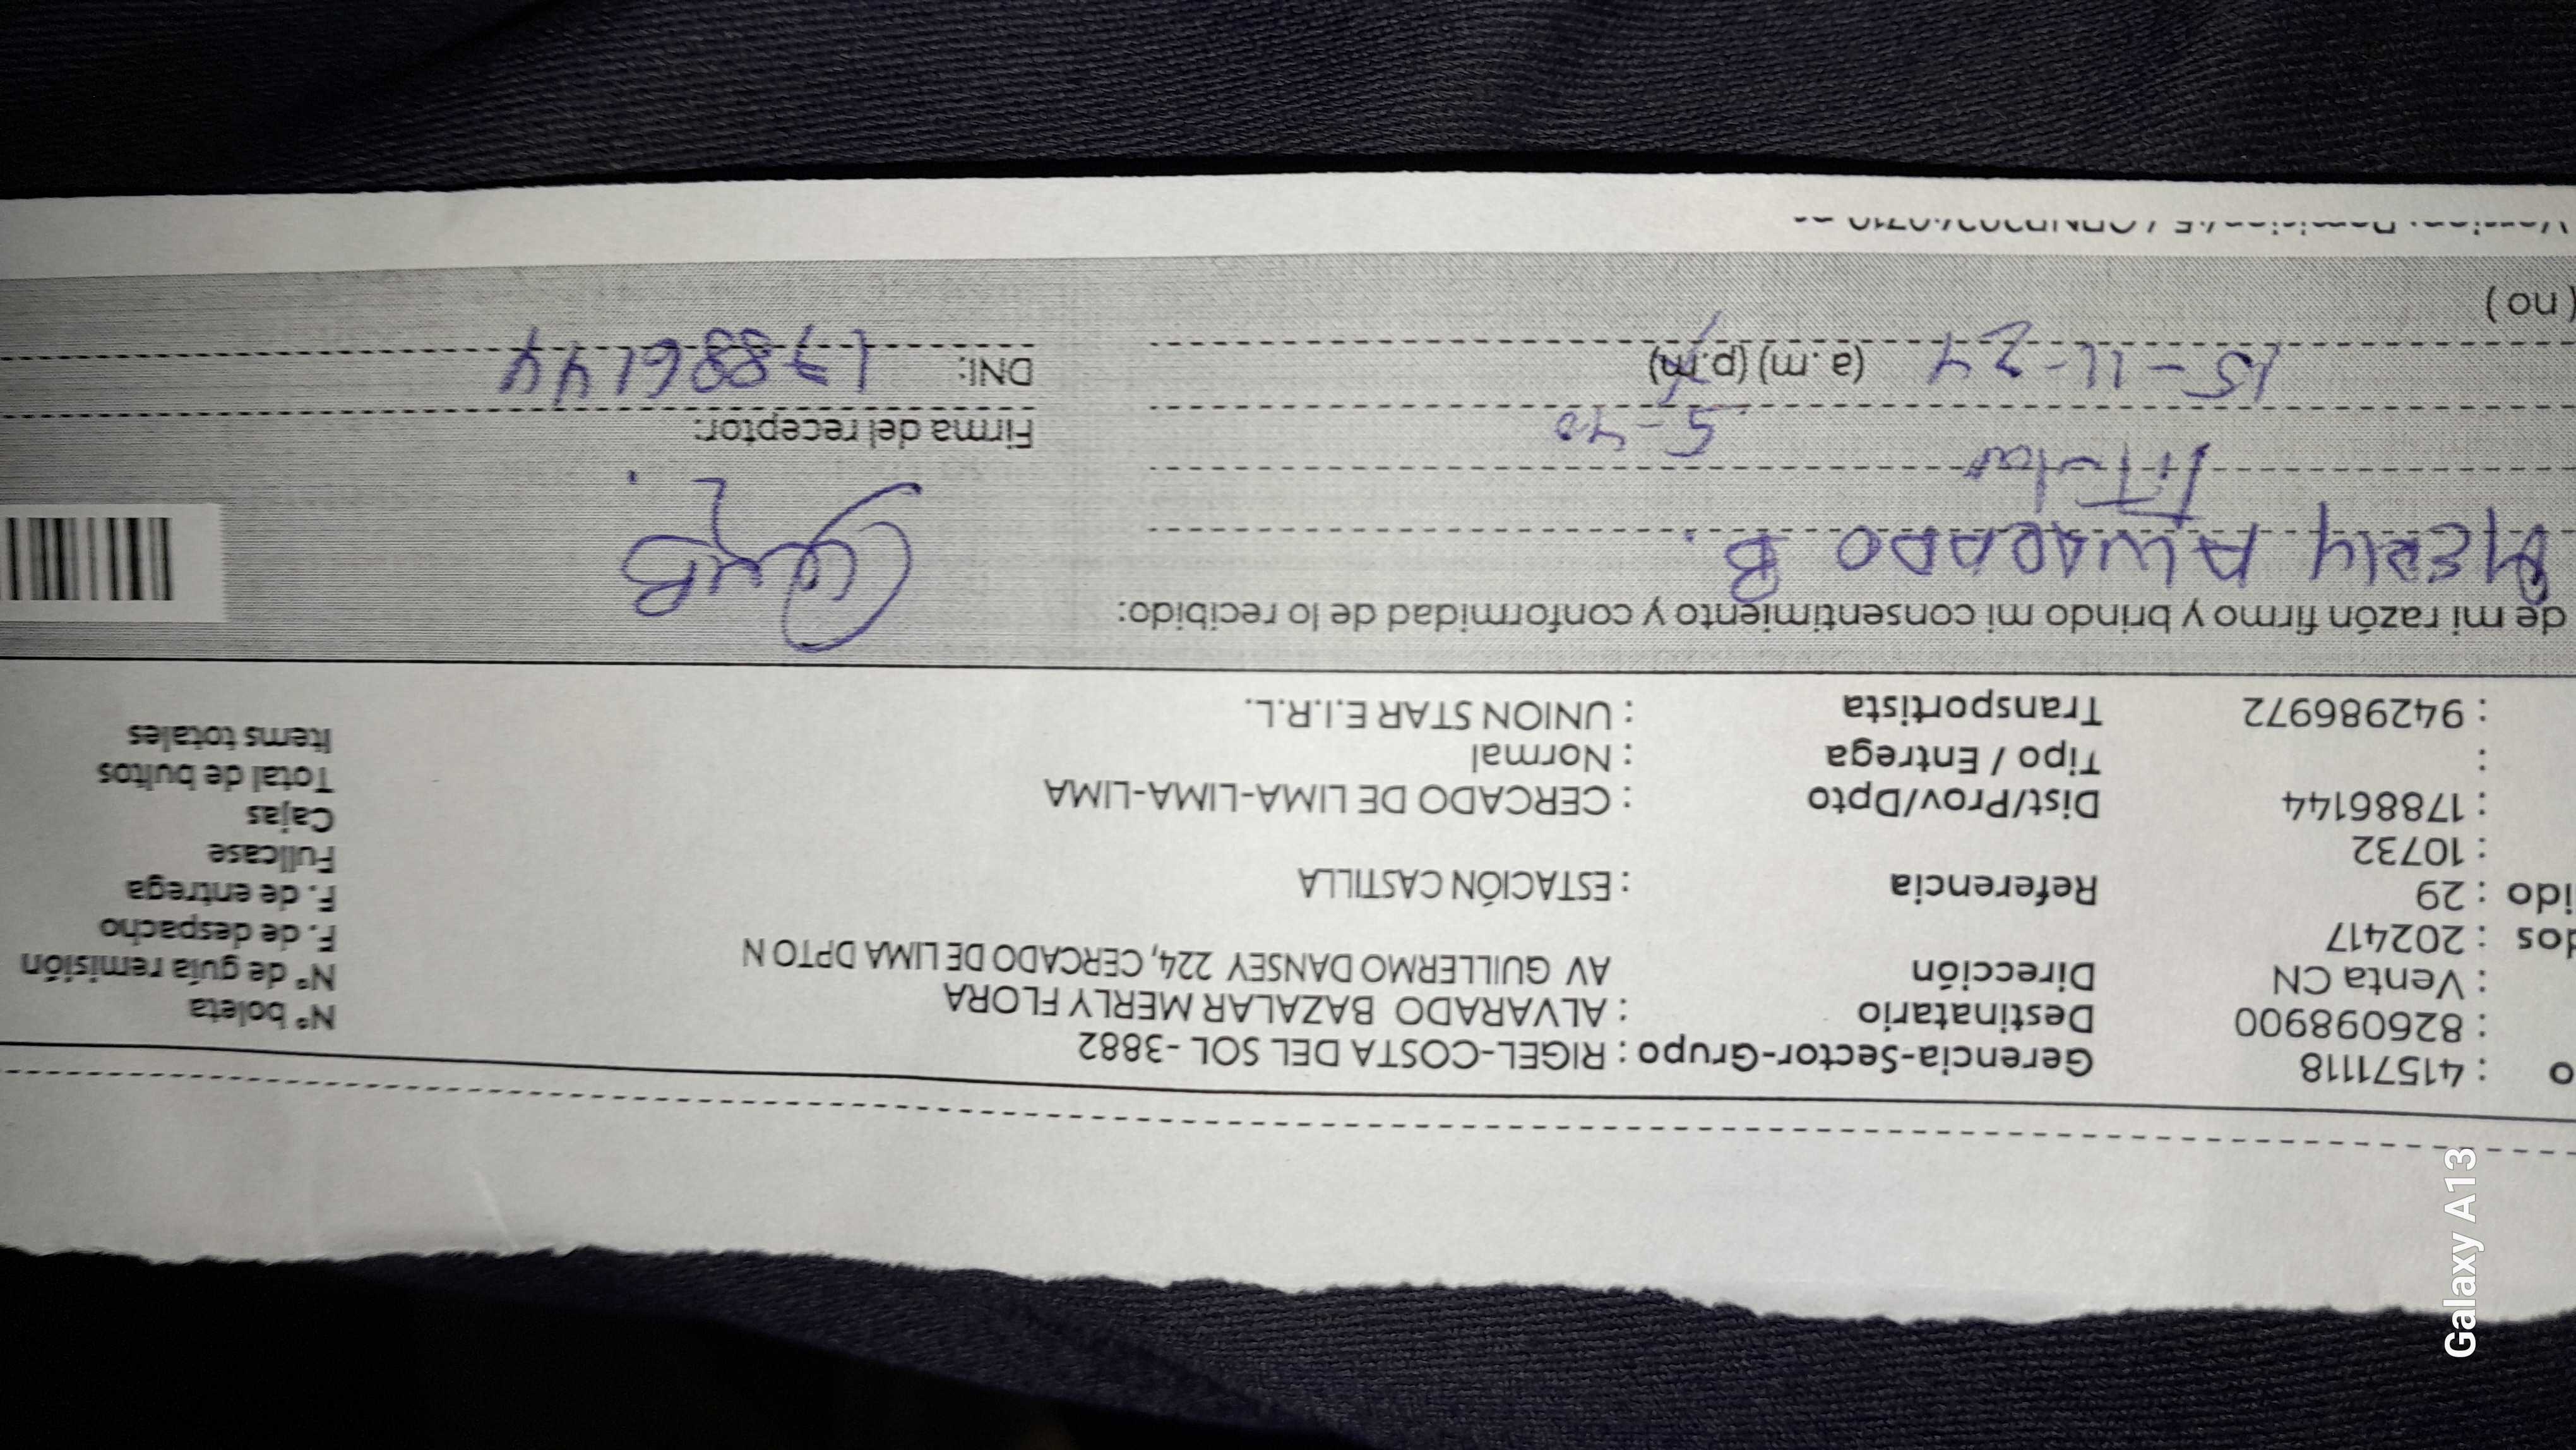 o : 41571118 Gerencia-Sector-Grupo : RIGEL-COSTA DEL SOL -3882
: 826098900 Destinatario : ALVARADO BAZALAR MERLY FLORA Nº boleta
: Venta CN Dirección AV GUILLERMO DANSEY 224, CERCADO DE LIMA DPTO N Nº de guía remisión
dos : 202417 F. de despacho
ido : 29 Referencia : ESTACIÓN CASTILLA F. de entrega
: 10732 Fullcase
: 17886144 Dist/Prov/Dpto : CERCADO DE LIMA-LIMA-LIMA Cajas
: Tipo / Entrega : Normal Total de bultos
: 942986972 Transportista : UNION STAR E.I.R.L. Items totales
de mi razón firmo y brindo mi consentimiento y conformidad de lo recibido:
MERLY ALVARADO B.
Titular
5-40
Firma del receptor:
15-11-24 (a.m) (p.m) DNI: 17886144
(no)
Galaxy A13